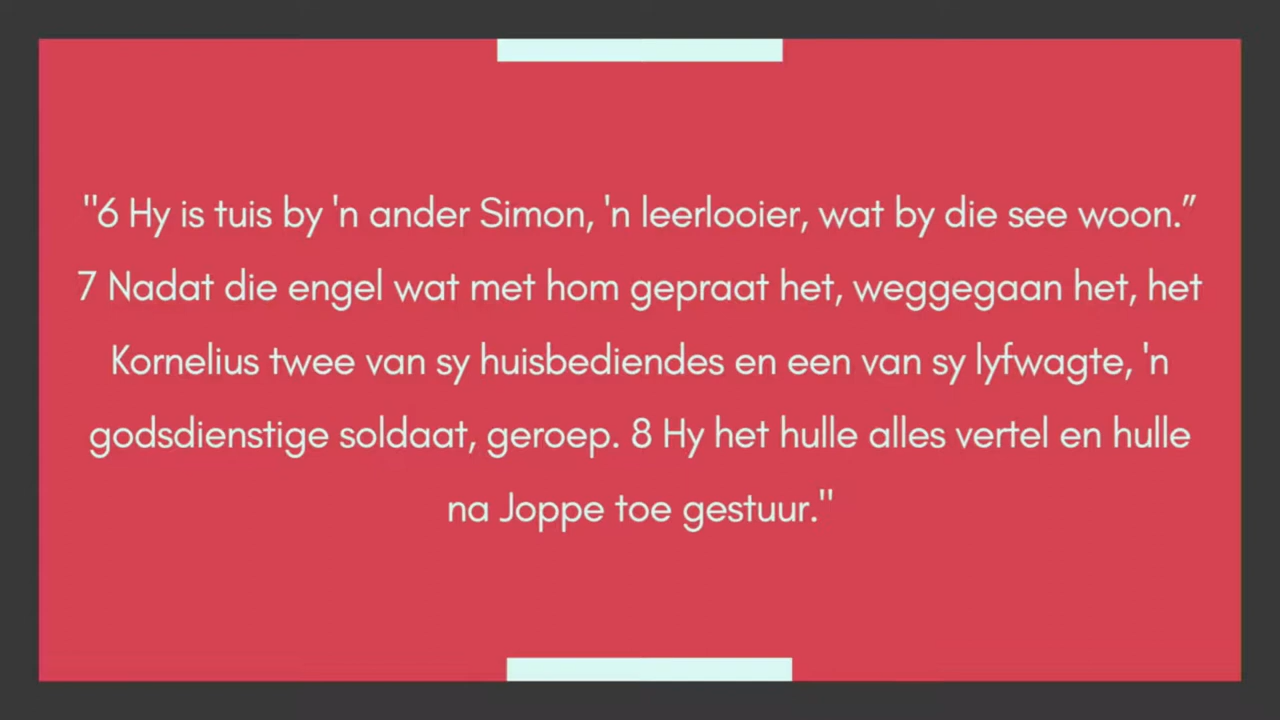 "6 Hy is tuis by 'n ander Simon, 'n leerlooier, wat by die see woon.”
7 Nadat die engel wat met hom gepraat het, weggegaan het, het
Kornelius twee van sy huisbediendes en een van sy lyfwagte, 'n
godsdienstige soldaat, geroep. 8 Hy het hulle alles vertel en hulle
na Joppe toe gestuur."